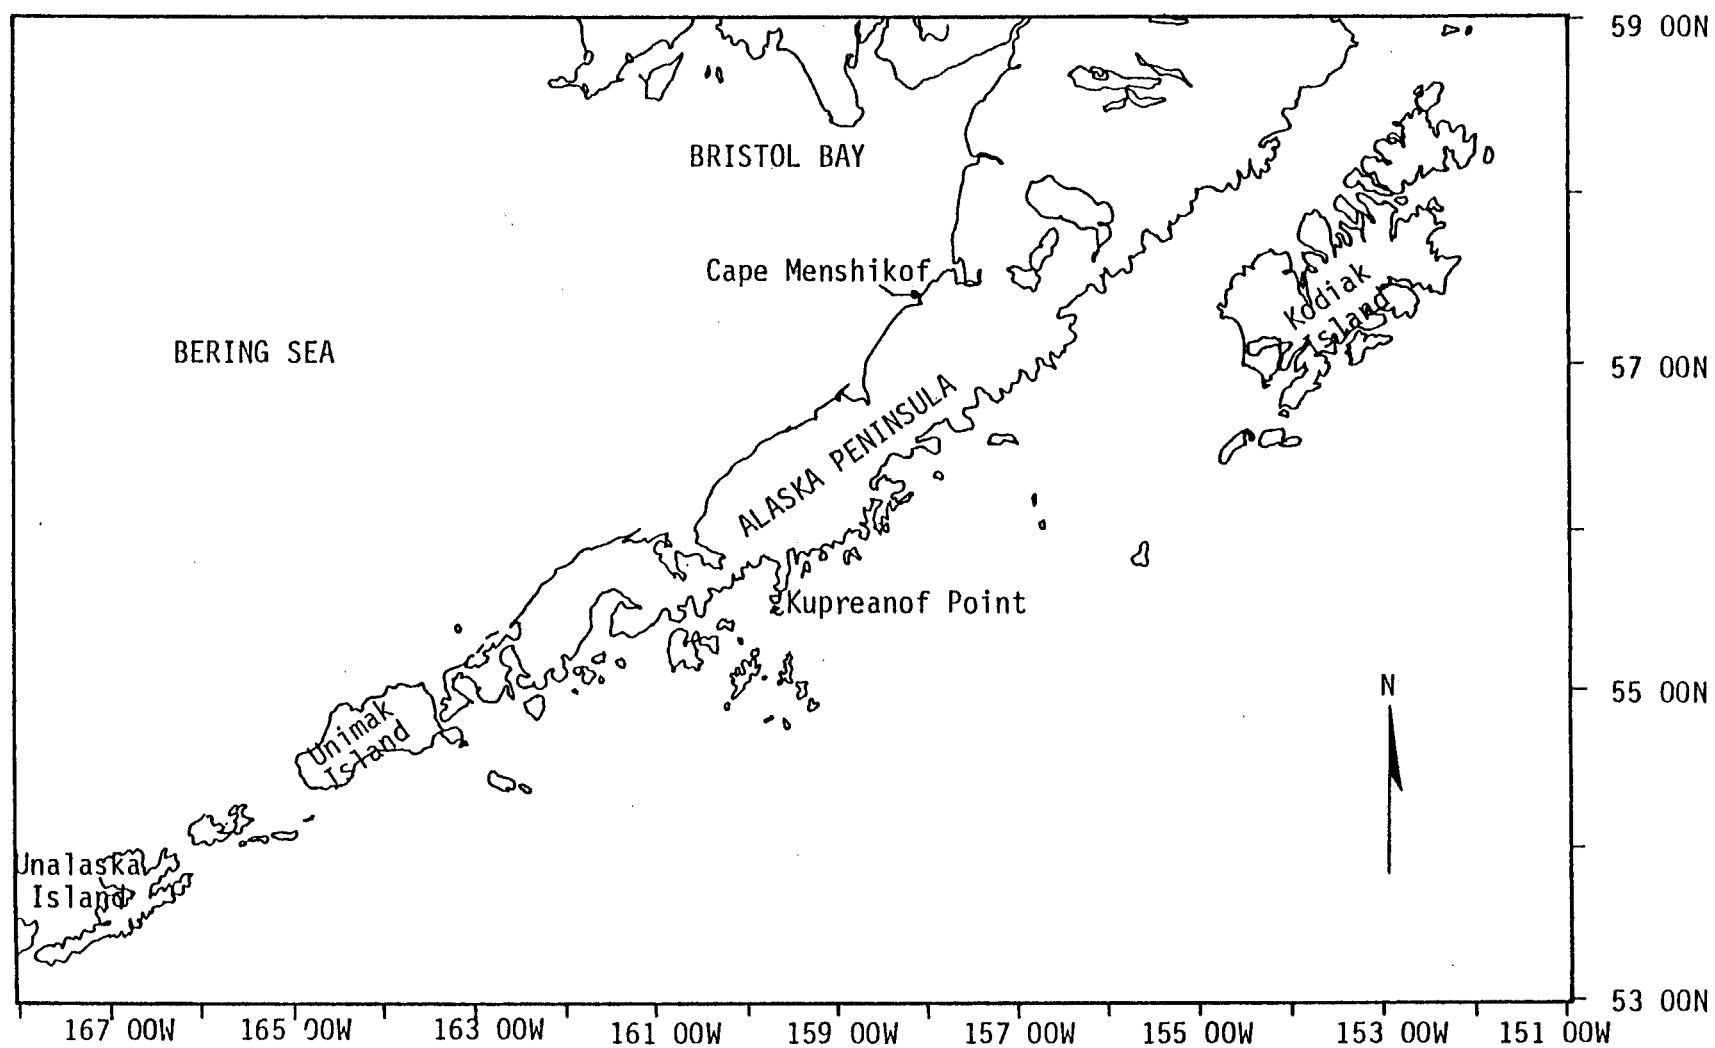 59 00N
BRISTOL BAY
Cape Menshikof
BERING SEA
Kodiak
Island
57 00N
ALASKA PENINSULA
Kupreanof Point
N
55 00N
Unimak
Island
Unalaska
Island
53 00N
167 00W 165 00W 163 00W 161 00W 159 00W 157 00W 155 00W 153 00W 151 00W